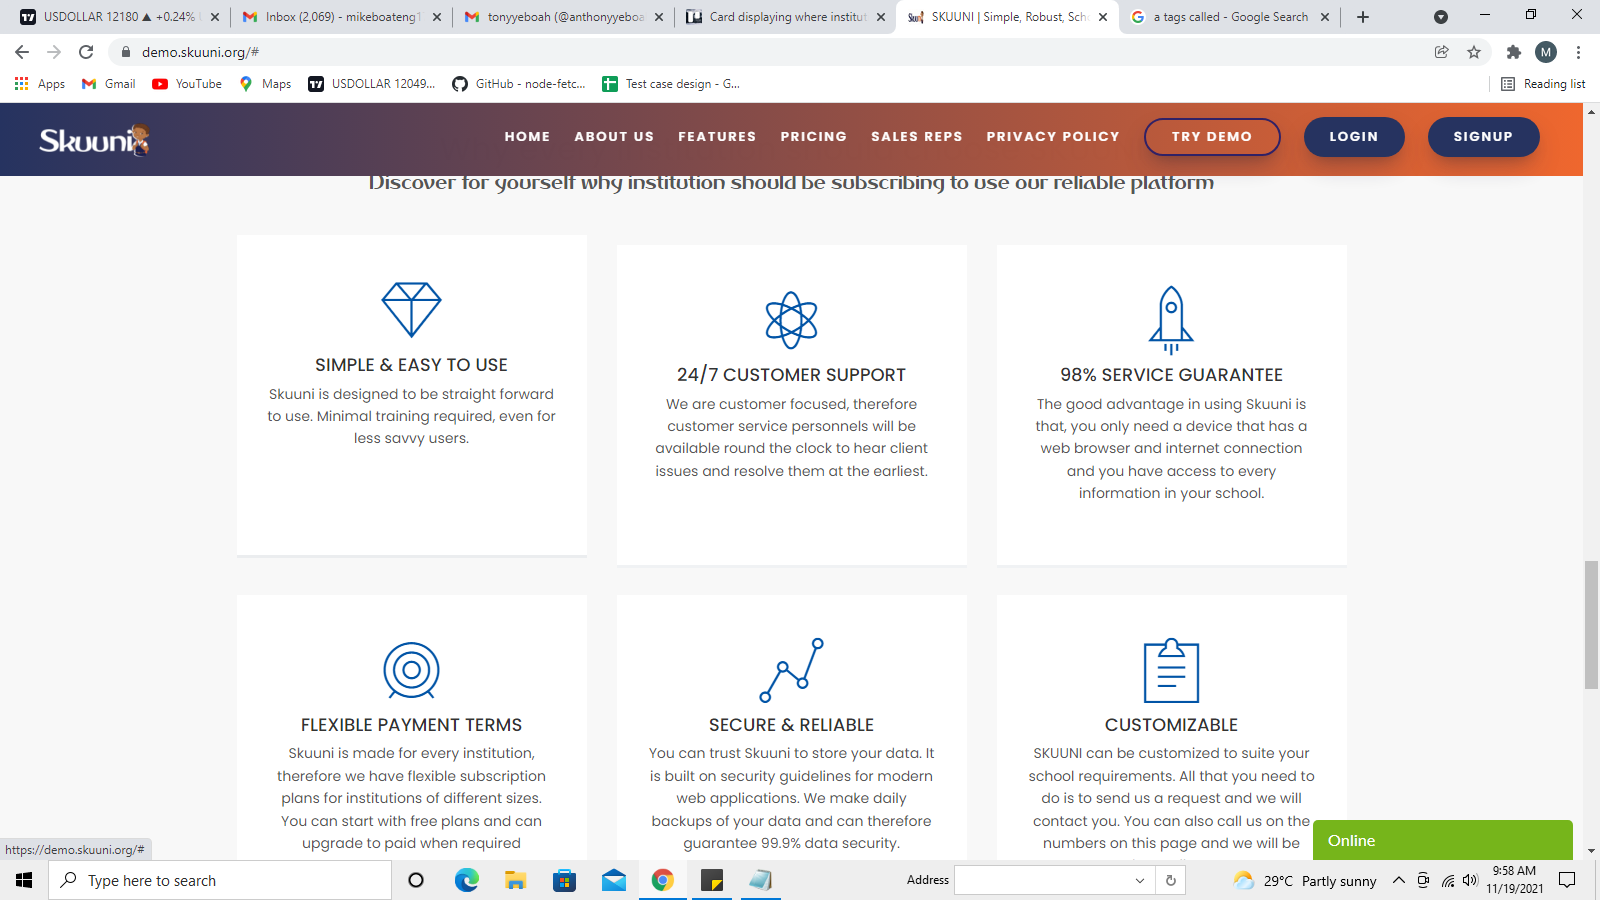 USDOLLAR 12180 ▲ +0.24%
Inbox (2,069) - mikeboateng1
tonyyeboah (@anthonyyeboa
Card displaying where institut
SKUUNI | Simple, Robust, Sch
a tags called - Google Search
demo.skuuni.org/#
M
Apps
Gmail
YouTube
Maps
USDOLLAR 12049...
GitHub - node-fetc...
Test case design - G...
Reading list
Skuuni
HOME
ABOUT US
FEATURES
PRICING
SALES REPS
PRIVACY POLICY
TRY DEMO
LOGIN
SIGNUP
Discover for yourself why institution should be subscribing to use our reliable platform
SIMPLE & EASY TO USE
Skuuni is designed to be straight forward
to use. Minimal training required, even for
less savvy users.
24/7 CUSTOMER SUPPORT
We are customer focused, therefore
customer service personnels will be
available round the clock to hear client
issues and resolve them at the earliest.
98% SERVICE GUARANTEE
The good advantage in using Skuuni is
that, you only need a device that has a
web browser and internet connection
and you have access to every
information in your school.
FLEXIBLE PAYMENT TERMS
Skuuni is made for every institution,
therefore we have flexible subscription
plans for institutions of different sizes.
You can start with free plans and can
upgrade to paid when required
SECURE & RELIABLE
You can trust Skuuni to store your data. It
is built on security guidelines for modern
web applications. We make daily
backups of your data and can therefore
guarantee 99.9% data security.
CUSTOMIZABLE
SKUUNI can be customized to suite your
school requirements. All that you need to
do is to send us a request and we will
contact you. You can also call us on the
numbers on this page and we will be
Online
https://demo.skuuni.org/#
Type here to search
Address
29°C Partly sunny
9:58 AM
11/19/2021